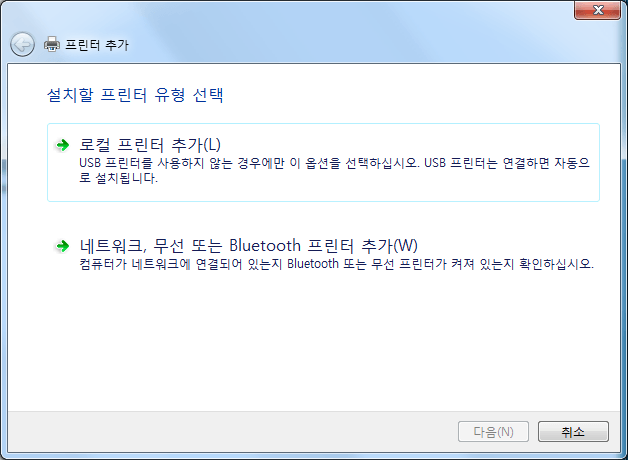 프린터 추가
설치할 프린터 유형 선택
로컬 프린터 추가(L)
USB 프린터를 사용하지 않는 경우에만 이 옵션을 선택하십시오. USB 프린터는 연결하면 자동으
로 설치됩니다.
네트워크, 무선 또는 Bluetooth 프린터 추가(W)
컴퓨터가 네트워크에 연결되어 있는지 Bluetooth 또는 무선 프린터가 켜져 있는지 확인하십시오.
다음(N)
취소